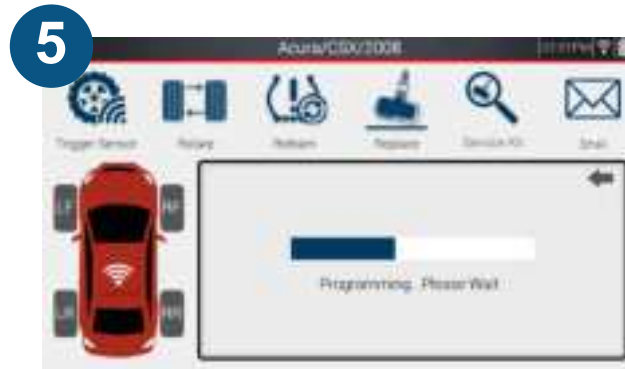 5
Acura/CSX/2008
Trigger Sensor
Rotate
Relearn
Replace
Service Kit
Email
LF
RF
Programming. Please Wait
LR
RR